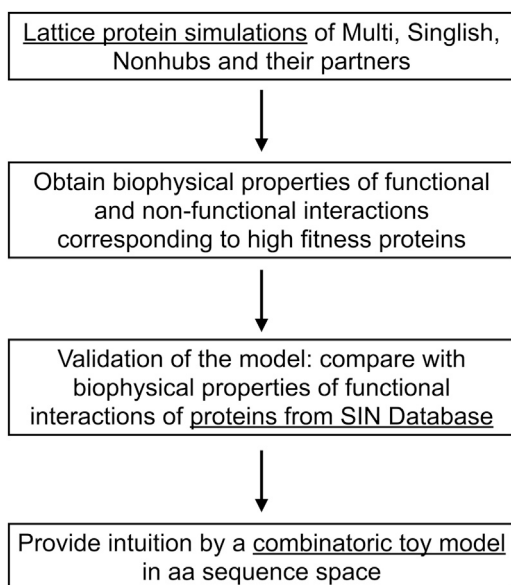 Lattice protein simulations of Multi, Singlish,
Nonhubs and their partners
Obtain biophysical properties of functional
and non-functional interactions
corresponding to high fitness proteins
Validation of the model: compare with
biophysical properties of functional
interactions of proteins from SIN Database
Provide intuition by a combinatoric toy model
in aa sequence space